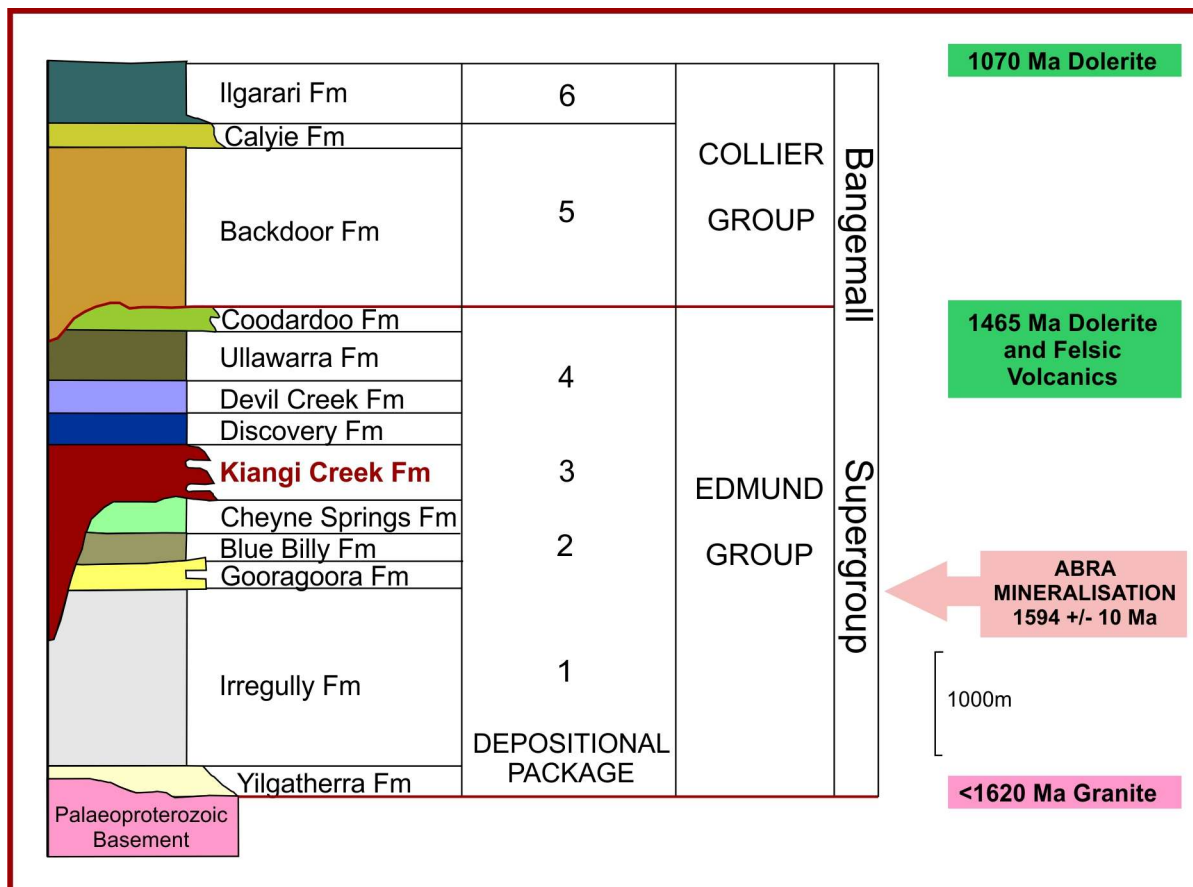 Ilgarari Fm
Calyie Fm
Backdoor Fm
Coodardoo Fm
Ullawarra Fm
Devil Creek Fm
Discovery Fm
Kiangi Creek Fm
Cheyne Springs Fm
Blue Billy Fm
Gooragoora Fm
Irregully Fm
Yilgatherra Fm
Palaeoproterozoic
Basement
6
5
4
3
2
1
DEPOSITIONAL
PACKAGE
COLLIER
GROUP
EDMUND
GROUP
Bangemall
Supergroup
1070 Ma Dolerite
1465 Ma Dolerite
and Felsic
Volcanics
ABRA
MINERALISATION
1594 +/- 10 Ma
1000m
<1620 Ma Granite